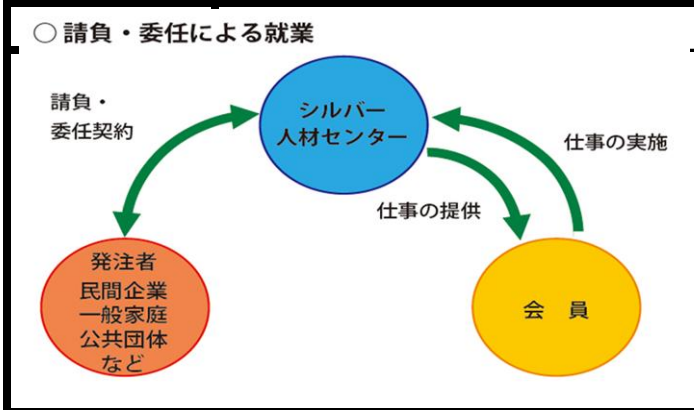 ○ 請負・委任による就業
請負・
委任契約
シルバー
人材センター
仕事の実施
仕事の提供
発注者
民間企業
一般家庭
公共団体
など
会　員